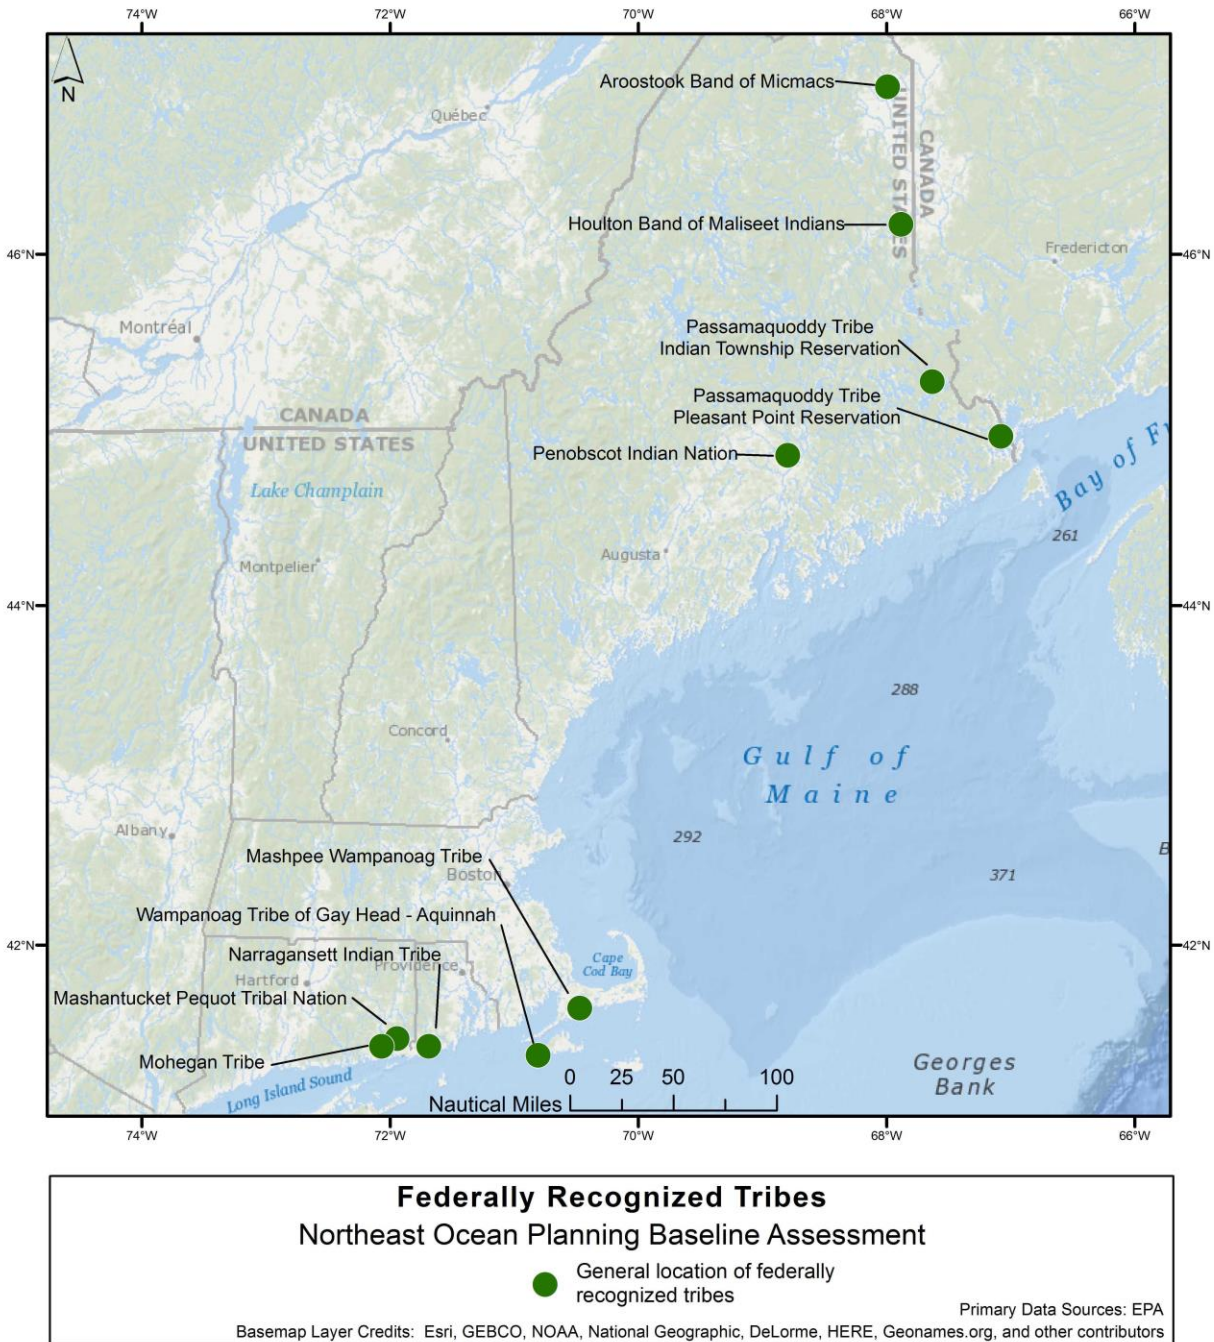 74°W 72°W 70°W 68°W 66°W
N
Aroostook Band of Micmacs
Québec
UNITED STATES
CANADA
Houlton Band of Maliseet Indians
Fredericton
46°N 46°N
Montréal
Passamaquoddy Tribe
Indian Township Reservation
Passamaquoddy Tribe
Pleasant Point Reservation
CANADA
UNITED STATES
Penobscot Indian Nation
Bay of Fu
Lake Champlain
261
Augusta
Montpelier
44°N 44°N
288
Concord
Gulf of
Maine
Albany
292
Mashpee Wampanoag Tribe
B
Boston
371
Wampanoag Tribe of Gay Head - Aquinnah
42°N 42°N
Narragansett Indian Tribe
Providence
Cape
Cod Bay
Hartford
Mashantucket Pequot Tribal Nation
Mohegan Tribe
Georges
Bank
Long Island Sound
0 25 50 100
Nautical Miles
74°W 72°W 70°W 68°W 66°W
Federally Recognized Tribes
Northeast Ocean Planning Baseline Assessment
General location of federally
recognized tribes
Primary Data Sources: EPA
Basemap Layer Credits: Esri, GEBCO, NOAA, National Geographic, DeLorme, HERE, Geonames.org, and other contributors